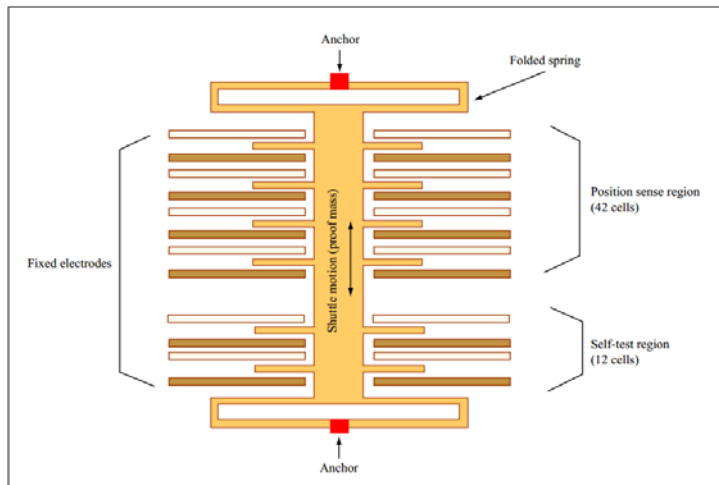 Anchor
Folded spring
Position sense region
(42 cells)
Shuttle motion (proof mass)
Fixed electrodes
Self-test region
(12 cells)
Anchor